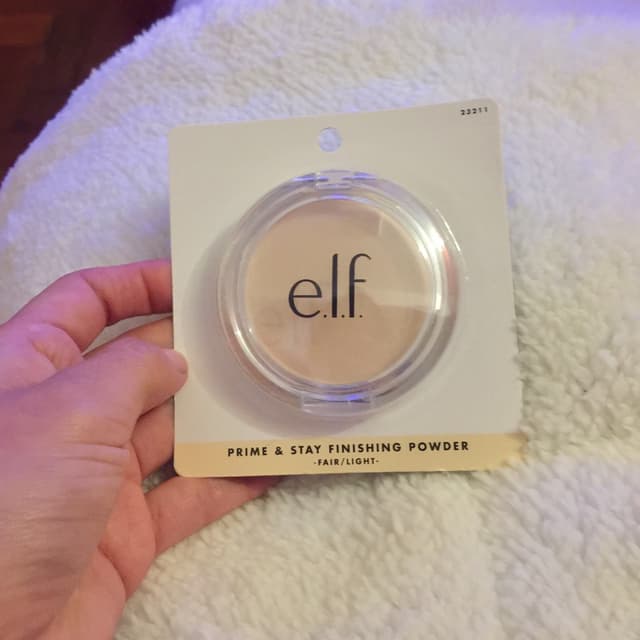 23211
e.l.f.
PRIME & STAY FINISHING POWDER
-FAIR/LIGHT-